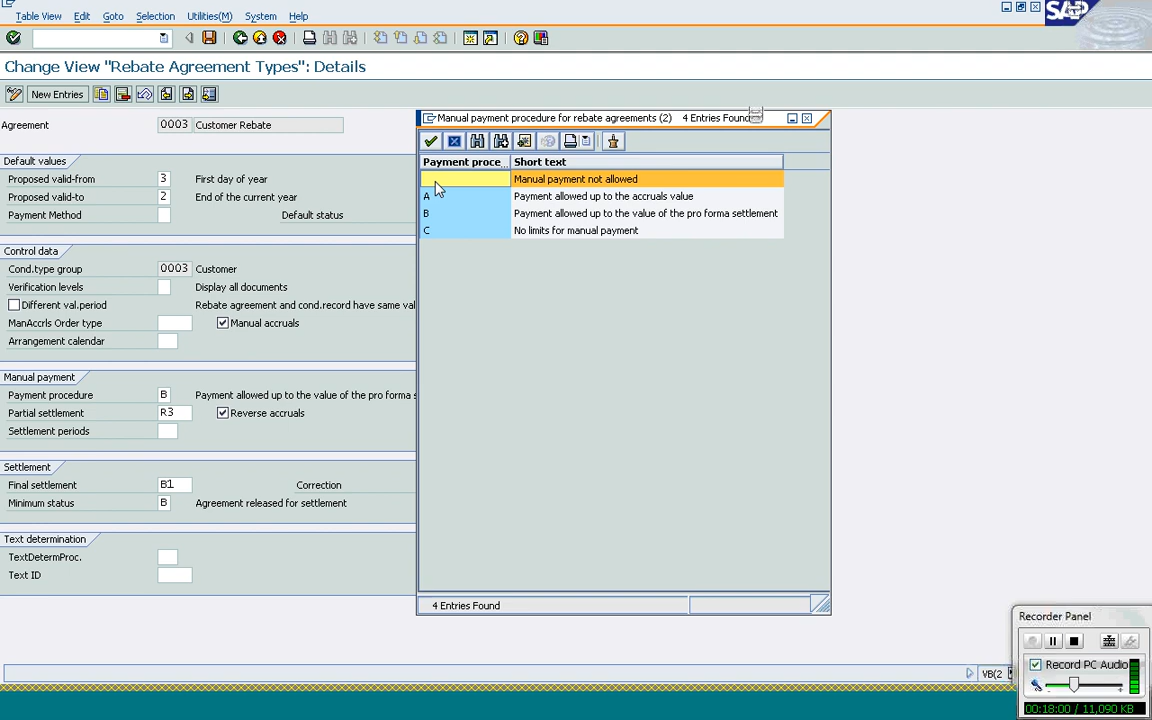 Table View Edit Goto Selection Utilities(M) System Help
SAP
Change View "Rebate Agreement Types": Details
New Entries
Agreement 0003 Customer Rebate
Default values
Proposed valid-from 3 First day of year
Proposed valid-to 2 End of the current year
Payment Method Default status
Control data
Cond.type group 0003 Customer
Verification levels Display all documents
Different val.period Rebate agreement and cond.record have same val
ManAccrls Order type Manual accruals
Arrangement calendar
Manual payment
Payment procedure B Payment allowed up to the value of the pro forma s
Partial settlement R3 Reverse accruals
Settlement periods
Settlement
Final settlement B1 Correction
Minimum status B Agreement released for settlement
Text determination
TextDetermProc.
Text ID
Manual payment procedure for rebate agreements (2) 4 Entries Found
Payment proce... Short text
Manual payment not allowed
A Payment allowed up to the accruals value
B Payment allowed up to the value of the pro forma settlement
C No limits for manual payment
4 Entries Found
VB(2
Recorder Panel
Record PC Audio
00:18:00 / 11,090 KB